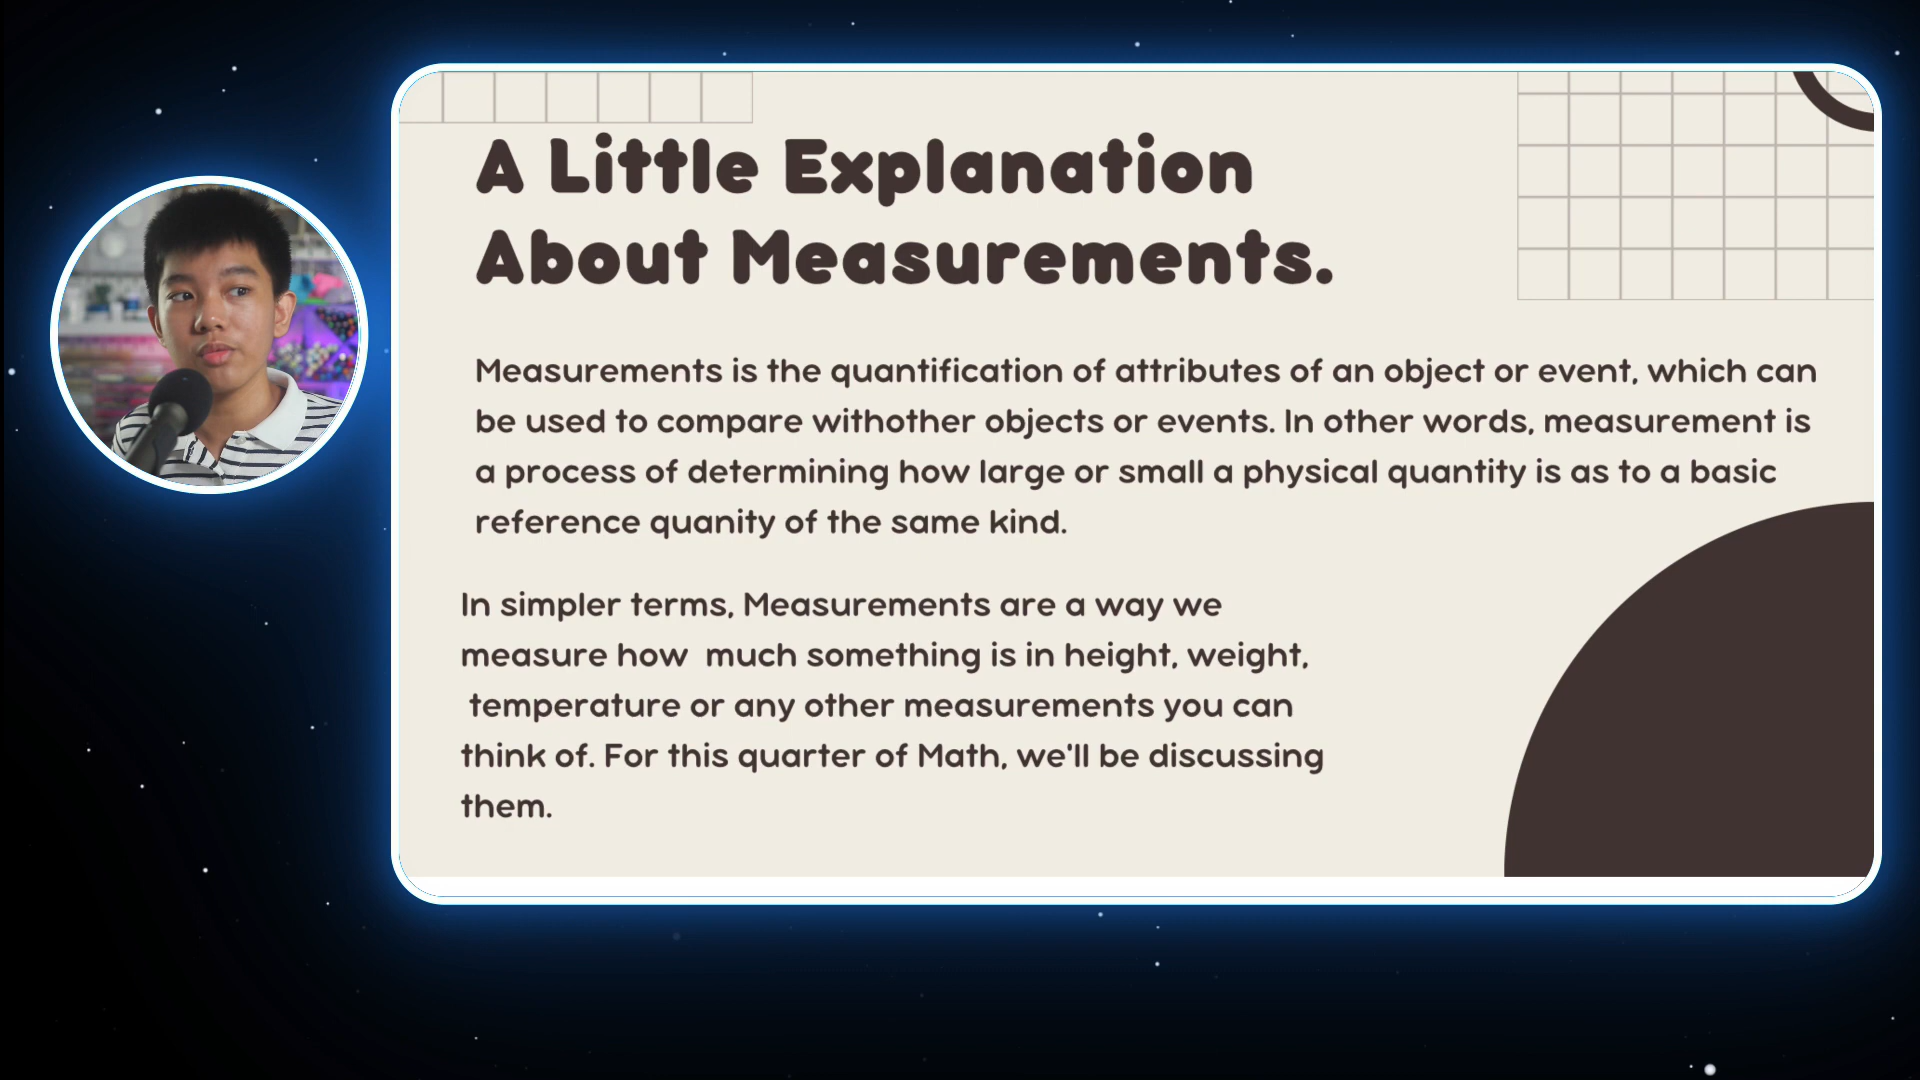 A Little Explanation
About Measurements.
Measurements is the quantification of attributes of an object or event, which can
be used to compare withother objects or events. In other words, measurement is
a process of determining how large or small a physical quantity is as to a basic
reference quanity of the same kind.
In simpler terms, Measurements are a way we
measure how  much something is in height, weight,
temperature or any other measurements you can
think of. For this quarter of Math, we'll be discussing
them.